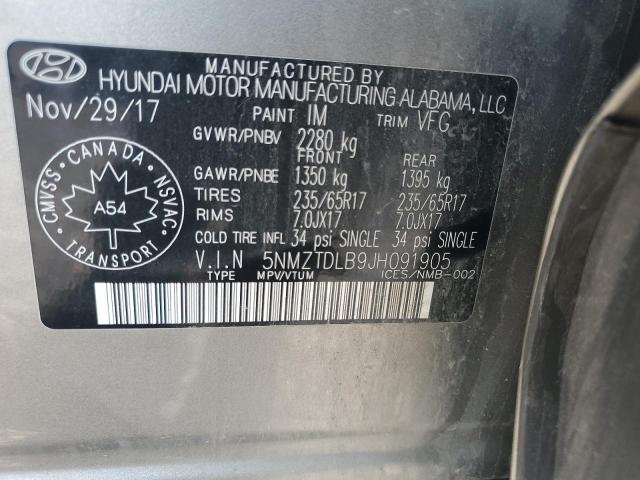 MANUFACTURED BY
HYUNDAI MOTOR MANUFACTURING ALABAMA, LLC
Nov/29/17 PAINT IM TRIM VFG
GVWR/PNBV 2280 kg
FRONT REAR
GAWR/PNBE 1350 kg 1395 kg
TIRES 235/65R17 235/65R17
RIMS 7.0JX17 7.0JX17
COLD TIRE INFL 34 psi SINGLE 34 psi SINGLE
V.I.N 5NMZTDLB9JH091905
TYPE MPV/VTUM ICES/NMB-002
CANADA
CMVSS NSVAC
A54
TRANSPORT